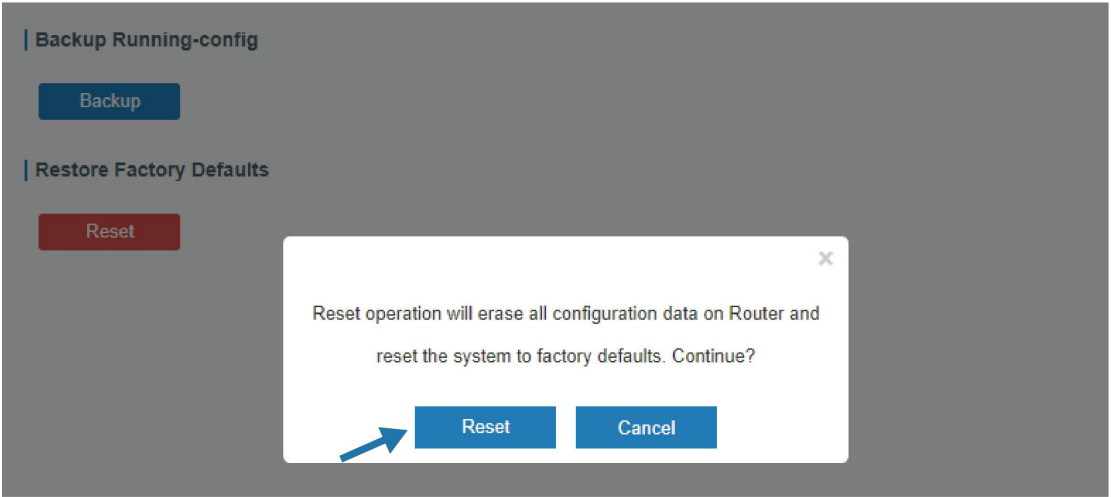 Backup Running-config
Backup
Restore Factory Defaults
Reset
Reset operation will erase all configuration data on Router and
reset the system to factory defaults. Continue?
Reset
Cancel